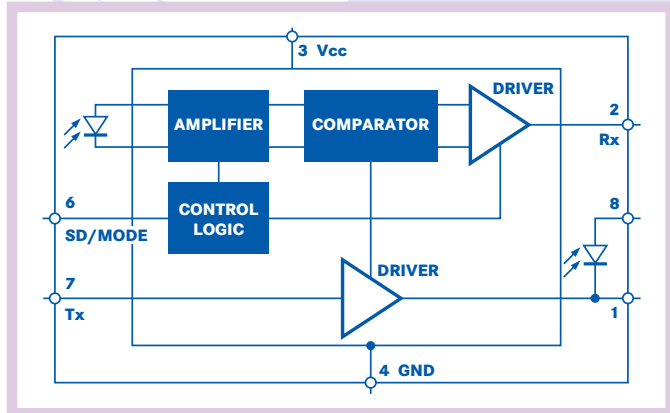 3 Vcc
DRIVER
AMPLIFIER
COMPARATOR
2
Rx
6
SD/MODE
CONTROL
LOGIC
8
7
Tx
DRIVER
1
4 GND